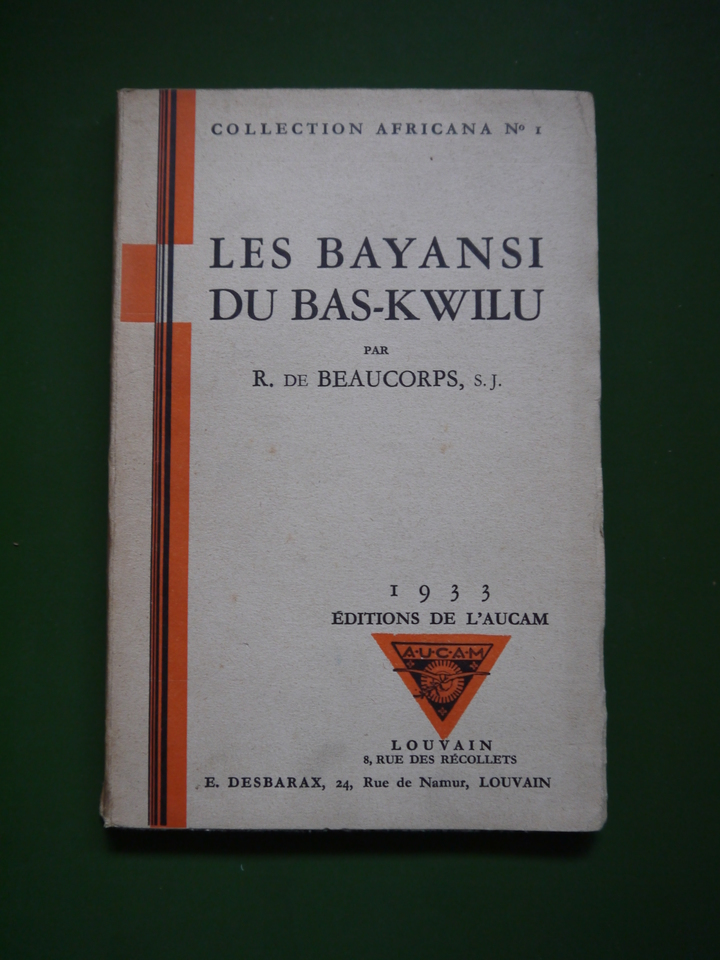 COLLECTION AFRICANA Nº 1
LES BAYANSI
DU BAS-KWILU
PAR
R. DE BEAUCORPS, S. J.
1933
ÉDITIONS DE L'AUCAM
A·U·C·A·M
LOUVAIN
8, RUE DES RÉCOLLETS
E. DESBARAX, 24, Rue de Namur, LOUVAIN